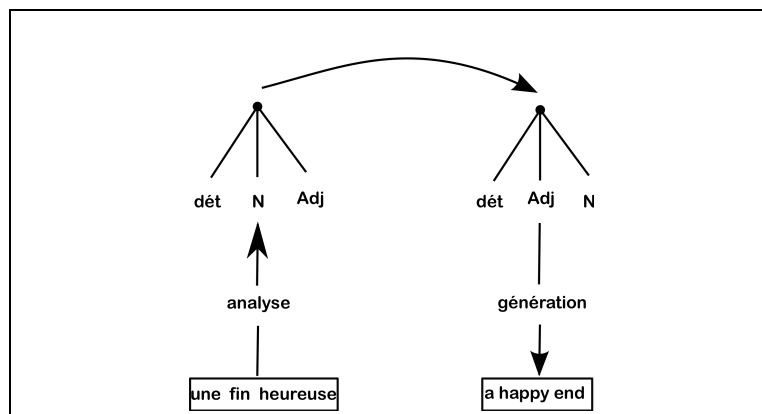 dét N Adj
dét Adj N
analyse
génération
une fin heureuse
a happy end